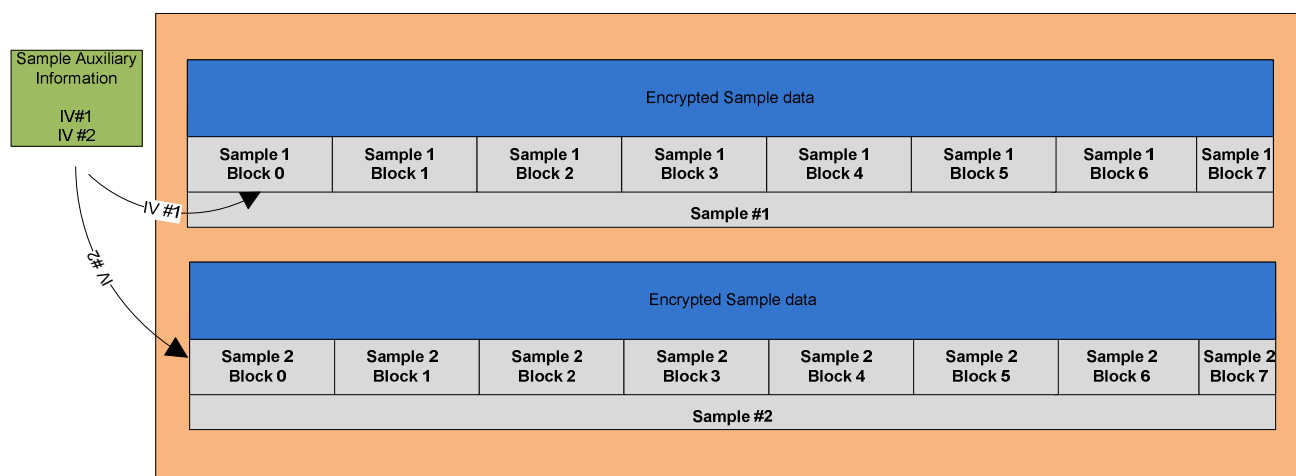 Sample Auxiliary
Information
IV#1
IV #2
Encrypted Sample data
Sample 1 Sample 1 Sample 1 Sample 1 Sample 1 Sample 1 Sample 1 Sample 1
Block 0 Block 1 Block 2 Block 3 Block 4 Block 5 Block 6 Block 7
IV #1
Sample #1
IV #2
Encrypted Sample data
Sample 2 Sample 2 Sample 2 Sample 2 Sample 2 Sample 2 Sample 2 Sample 2
Block 0 Block 1 Block 2 Block 3 Block 4 Block 5 Block 6 Block 7
Sample #2